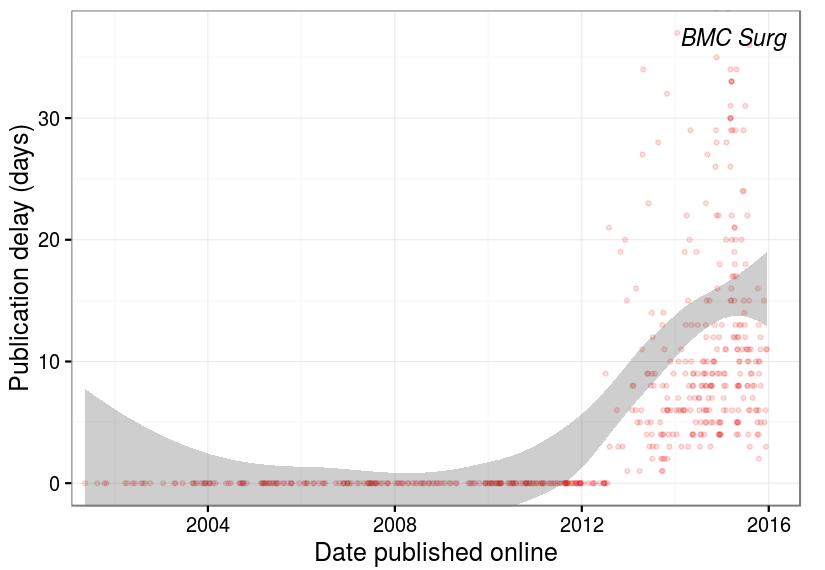 BMC Surg
Publication delay (days)
30
20
10
0
2004 2008 2012 2016
Date published online